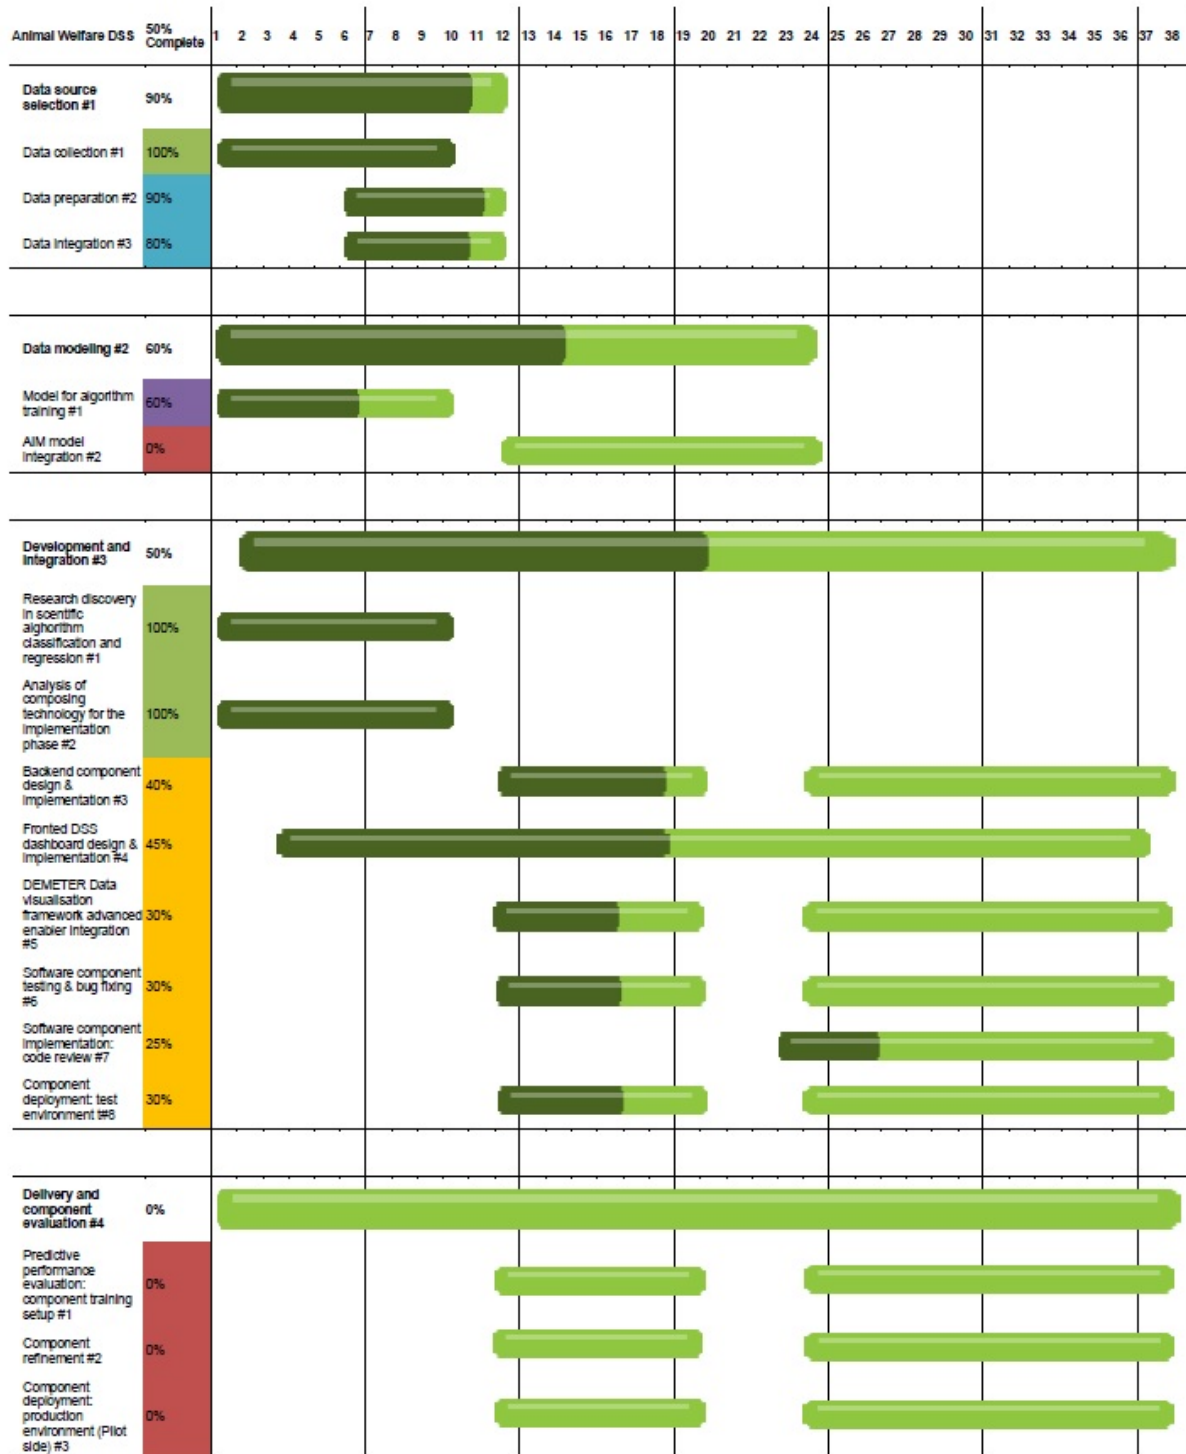 Animal Welfare DSS 50% 1 2 3 4 5 6 7 8 9 10 11 12 13 14 15 16 17 18 19 20 21 22 23 24 25 26 27 28 29 30 31 32 33 34 35 36 37 38
Complete
Data source
selection #1 90%
Data collection #1 100%
Data preparation #2 90%
Data integration #3 80%
Data modeling #2 60%
Model for algorithm
training #1 60%
AIM model
integration #2 0%
Development and
integration #3 50%
Research discovery
in scentific
alghorithm
classification and
regression #1
100%
Analysis of
composing
technology for the
implementation
phase #2
100%
Backend component
design &
implementation #3
40%
Fronted DSS
dashboard design &
implementation #4
45%
DEMETER Data
visualisation
framework advanced
enabler integration
#5
30%
Software component
testing & bug fixing
#6
30%
Software component
implementation:
code review #7
25%
Component
deployment: test
environment t#8
30%
Delivery and
component
evaluation #4
0%
Predictive
performance
evaluation:
component training
setup #1
0%
Component
refinement #2
0%
Component
deployment:
production
environment (Pilot
side) #3
0%